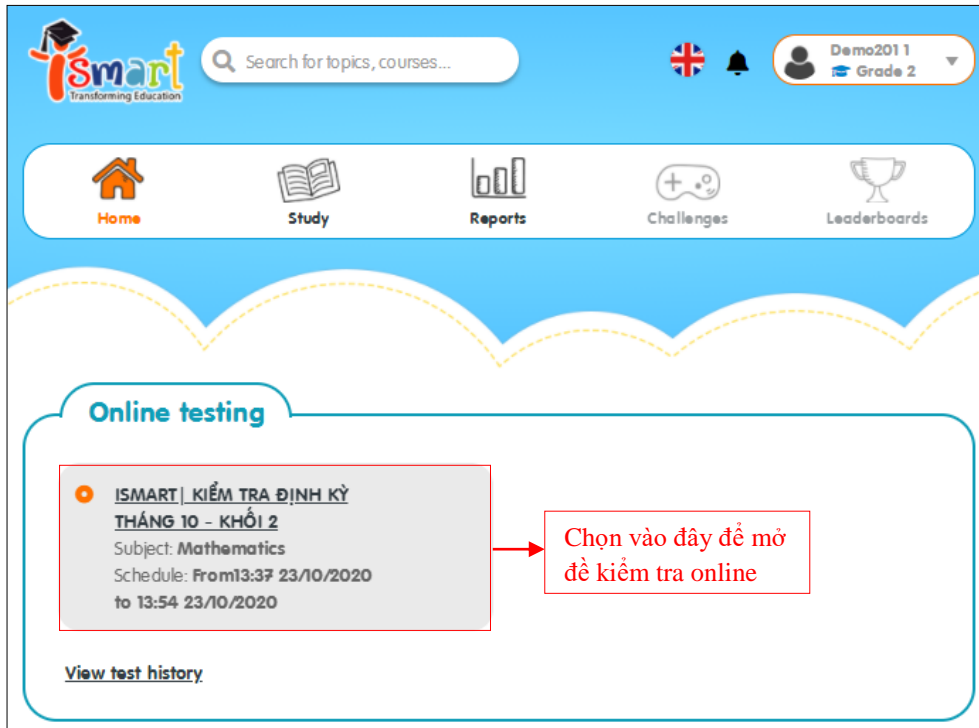 ismart
Transforming Education
Search for topics, courses...
Demo2011
Grade 2
Home
Study
Reports
Challenges
Leaderboards
Online testing
ISMART| KIỂM TRA ĐỊNH KỲ
THÁNG 10 - KHỐI 2
Subject: Mathematics
Schedule: From13:37 23/10/2020
to 13:54 23/10/2020
Chọn vào đây để mở
đề kiểm tra online
View test history